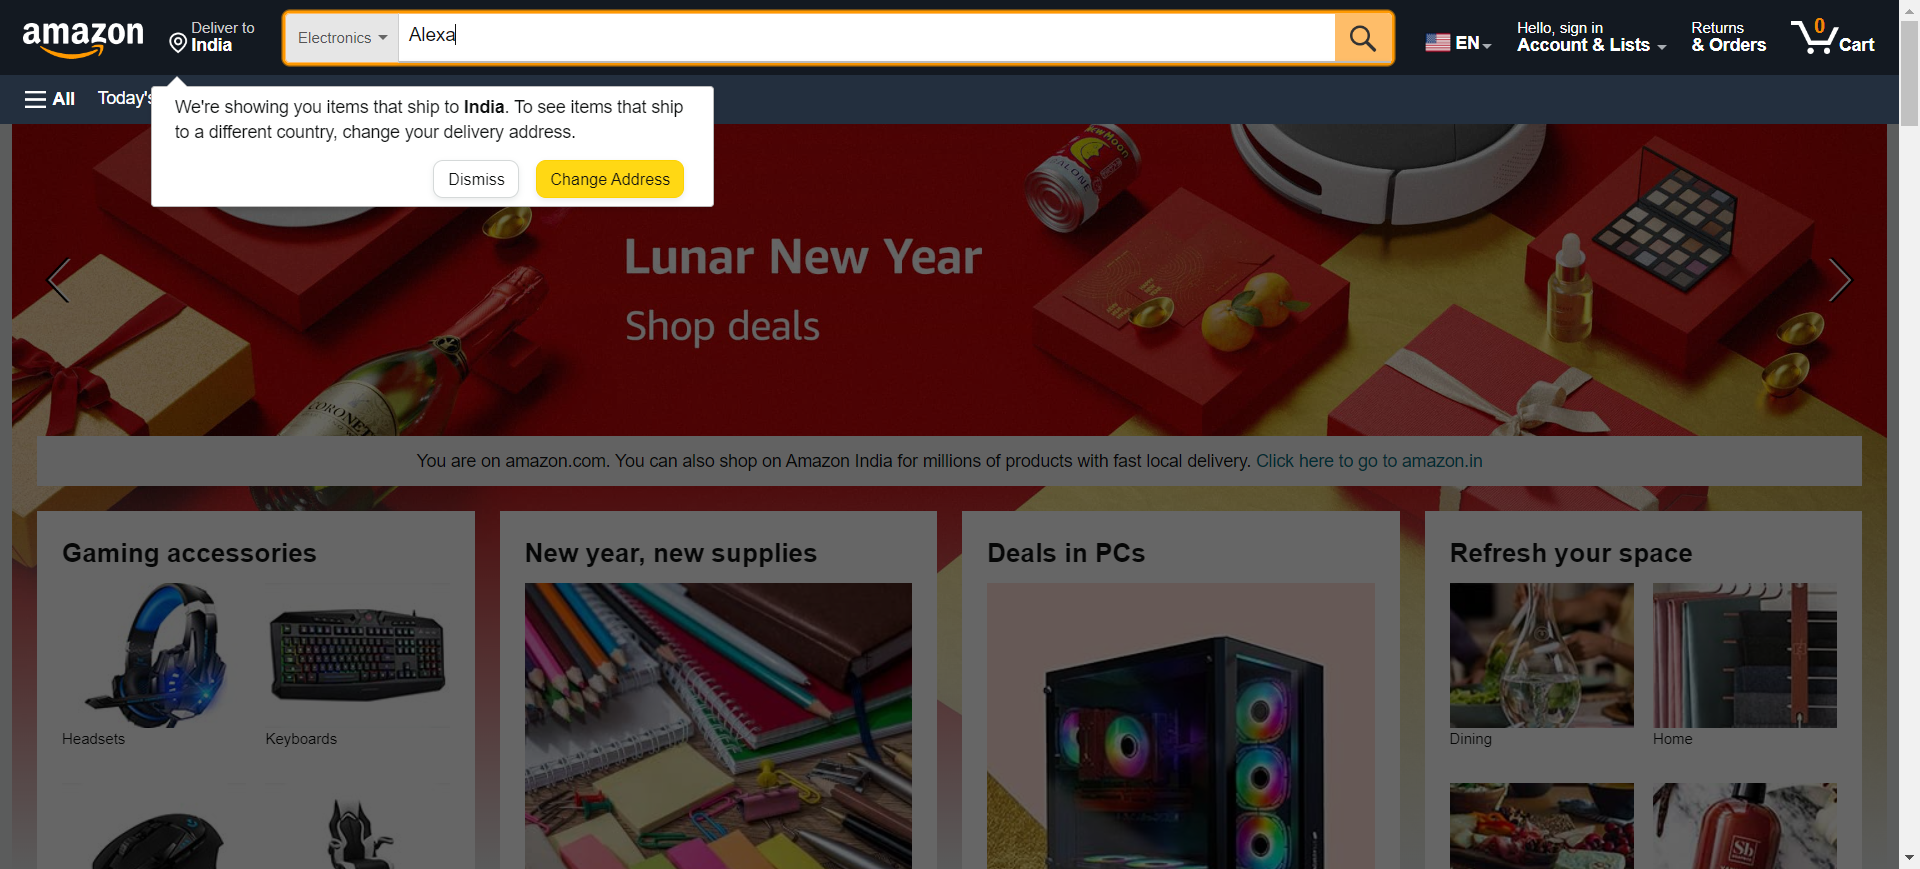 amazon
Deliver to
India
Electronics
Alexa
EN
Hello, sign in
Account & Lists
Returns
& Orders
0
Cart
All
Today's
We're showing you items that ship to India. To see items that ship
to a different country, change your delivery address.
Dismiss
Change Address
NewMoon
ABALONE
Lunar New Year
Shop deals
CORONET
You are on amazon.com. You can also shop on Amazon India for millions of products with fast local delivery. Click here to go to amazon.in
Gaming accessories
Headsets
Keyboards
New year, new supplies
Deals in PCs
Refresh your space
Dining
Home
Sb